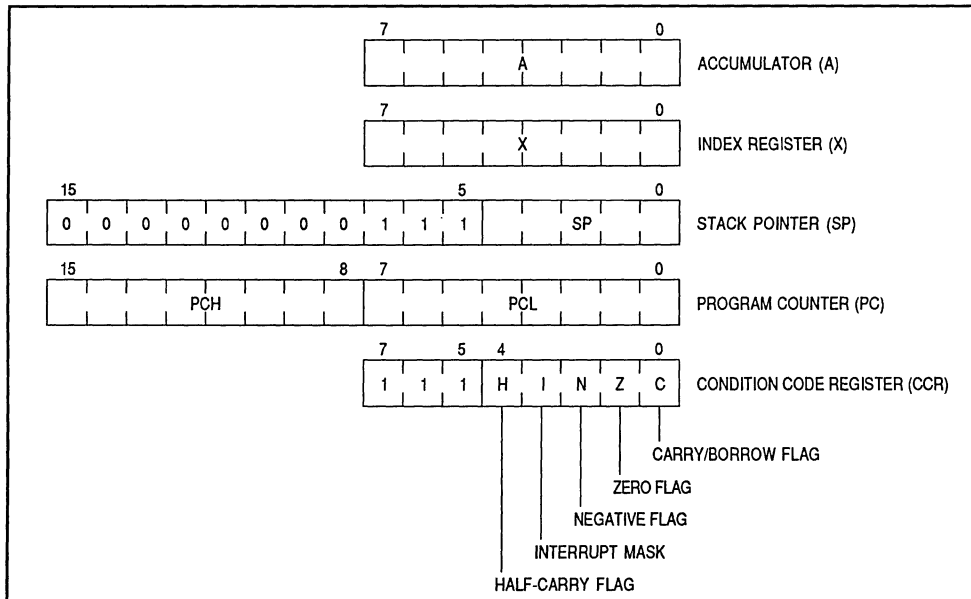 7 0
A ACCUMULATOR (A)
7 0
X INDEX REGISTER (X)
15 5 0
0 0 0 0 0 0 0 0 1 1 1 SP STACK POINTER (SP)
15 8 7 0
PCH PCL PROGRAM COUNTER (PC)
7 5 4 0
1 1 1 H I N Z C CONDITION CODE REGISTER (CCR)
CARRY/BORROW FLAG
ZERO FLAG
NEGATIVE FLAG
INTERRUPT MASK
HALF-CARRY FLAG